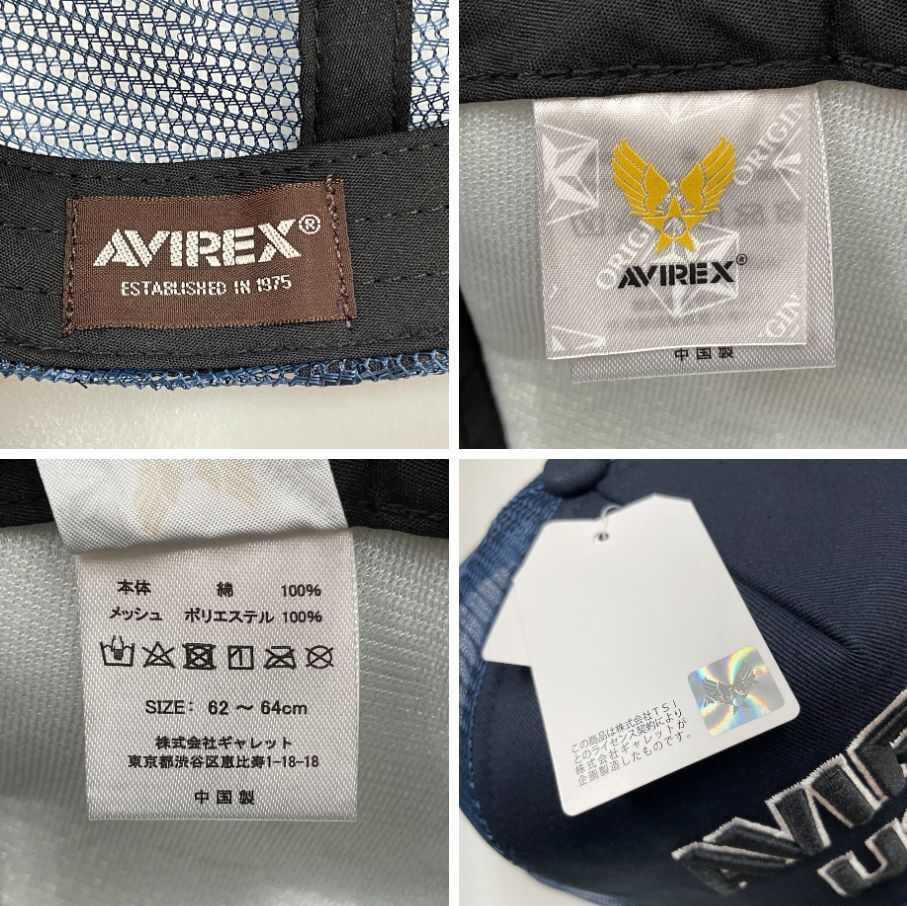 AVIREX®
ESTABLISHED IN 1975
ORIGIN
ORIGIN
GIN
AVIREX®
中国製
本体 綿 100%
メッシュ ポリエステル 100%
SIZE: 62 ~ 64cm
株式会社ギャレット
東京都渋谷区恵比寿1-18-18
中国製
この商品は株式会社TSI
とのライセンス契約により
株式会社ギャレットが
企画製造したものです。